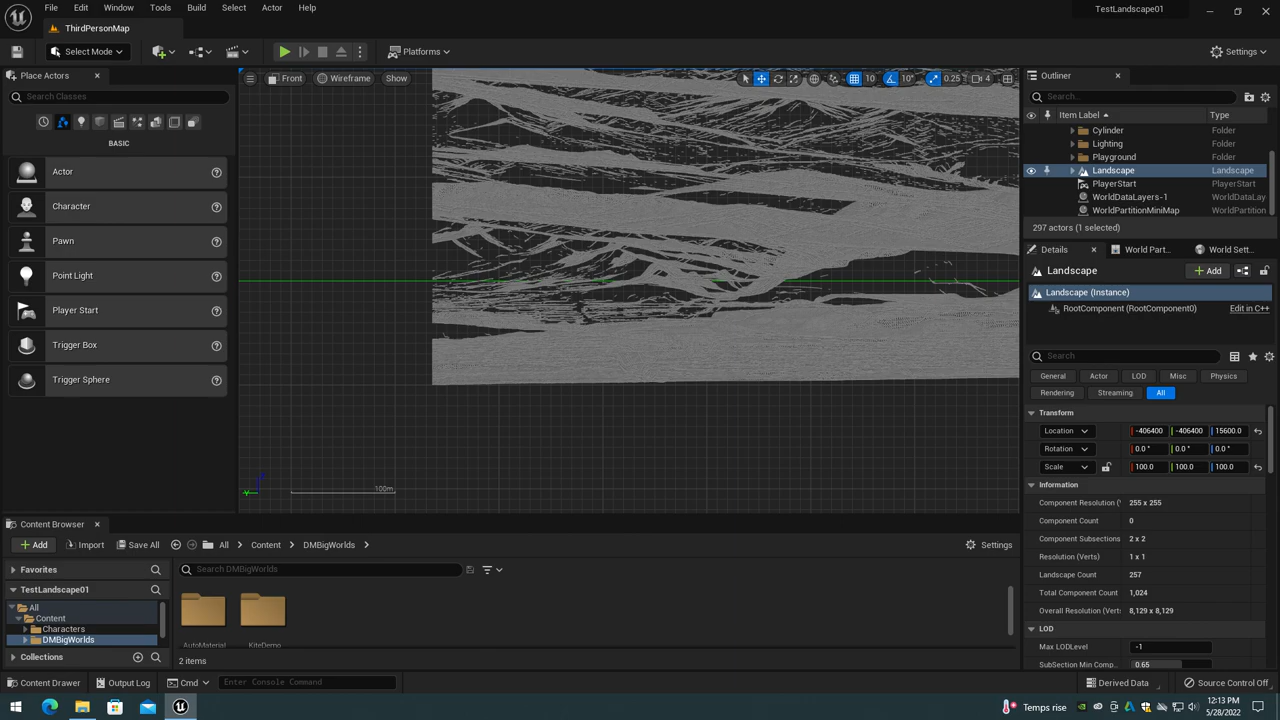 File Edit Window Tools Build Select Actor Help
TestLandscape01
ThirdPersonMap
Select Mode
Platforms
Settings
Place Actors
Search Classes
BASIC
Actor
Character
Pawn
Point Light
Player Start
Trigger Box
Trigger Sphere
Front Wireframe Show
10 10° 0.25 4
100m
Outliner
Search...
Item Label Type
Cylinder Folder
Lighting Folder
Playground Folder
Landscape Landscape
PlayerStart PlayerStart
WorldDataLayers-1 WorldDataLay
WorldPartitionMiniMap WorldPartition
297 actors (1 selected)
Details World Part... World Sett...
Landscape
Add
Landscape (Instance)
RootComponent (RootComponent0) Edit in C++
Search
General Actor LOD Misc Physics
Rendering Streaming All
Transform
Location -406400 -406400 15600.0
Rotation 0.0 ° 0.0 ° 0.0 °
Scale 100.0 100.0 100.0
Information
Component Resolution (V 255 x 255
Component Count 0
Component Subsections 2 x 2
Resolution (Verts) 1 x 1
Landscape Count 257
Total Component Count 1,024
Overall Resolution (Verts 8,129 x 8,129
LOD
Max LODLevel -1
SubSection Min Comp... 0.65
Content Browser
Add Import Save All All Content DMBigWorlds Settings
Favorites
Search DMBigWorlds
TestLandscape01
All
Content
Characters
DMBigWorlds
AutoMaterial KiteDemo
Collections
2 items
Content Drawer Output Log Cmd Enter Console Command
Derived Data Source Control Off
Temps rise
12:13 PM
5/28/2022